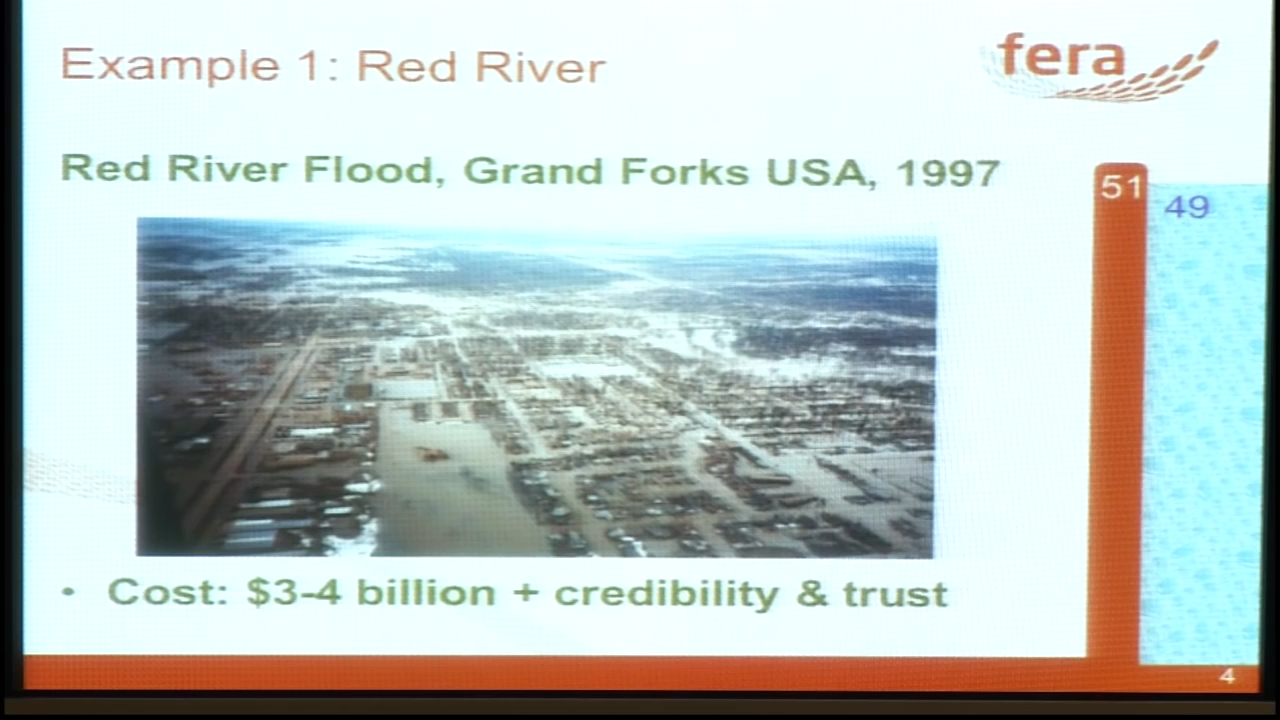 Example 1: Red River
fera
Red River Flood, Grand Forks USA, 1997
51
49
• Cost: $3-4 billion + credibility & trust
4